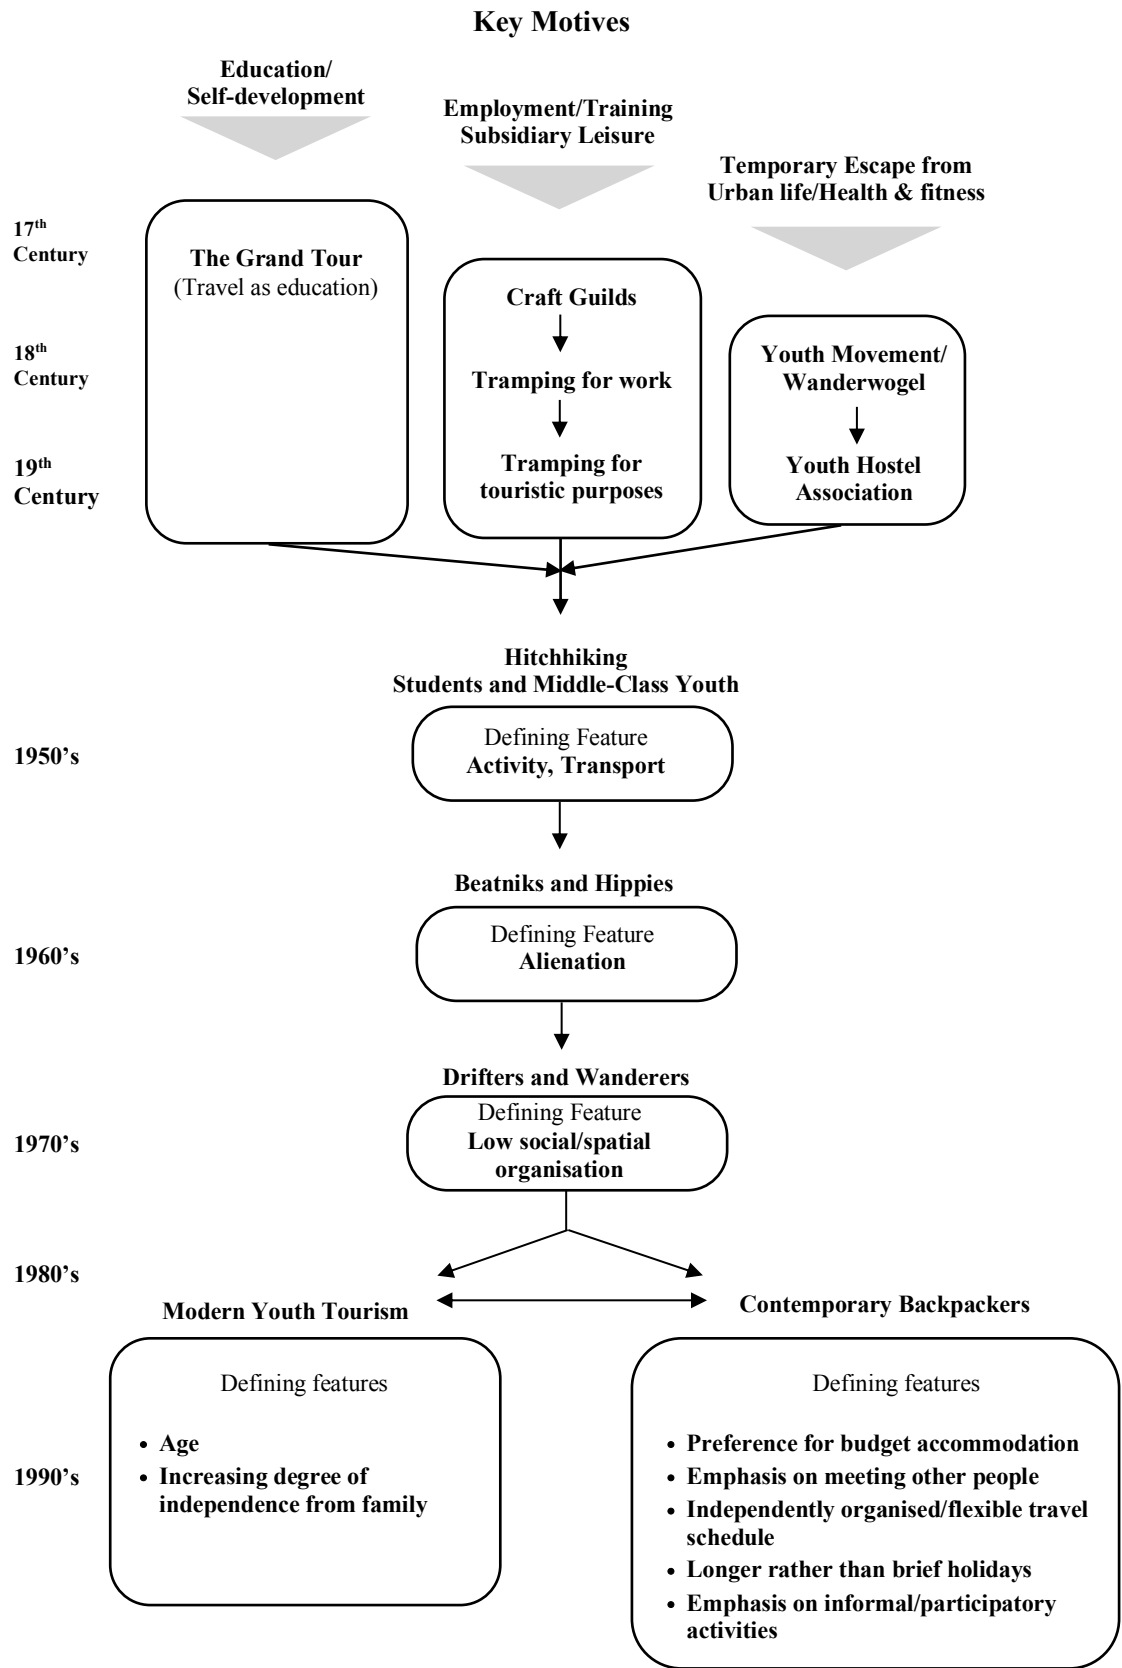 Key Motives
Education/
Self-development
Employment/Training
Subsidiary Leisure
Temporary Escape from
Urban life/Health & fitness
17th
Century
The Grand Tour
(Travel as education)
Craft Guilds
18th
Century
Tramping for work
Youth Movement/
Wanderwogel
19th
Century
Tramping for
touristic purposes
Youth Hostel
Association
Hitchhiking
Students and Middle-Class Youth
1950’s
Defining Feature
Activity, Transport
Beatniks and Hippies
1960’s
Defining Feature
Alienation
Drifters and Wanderers
1970’s
Defining Feature
Low social/spatial
organisation
1980’s
Modern Youth Tourism
Contemporary Backpackers
1990’s
Defining features
• Age
• Increasing degree of
independence from family
Defining features
• Preference for budget accommodation
• Emphasis on meeting other people
• Independently organised/flexible travel
schedule
• Longer rather than brief holidays
• Emphasis on informal/participatory
activities